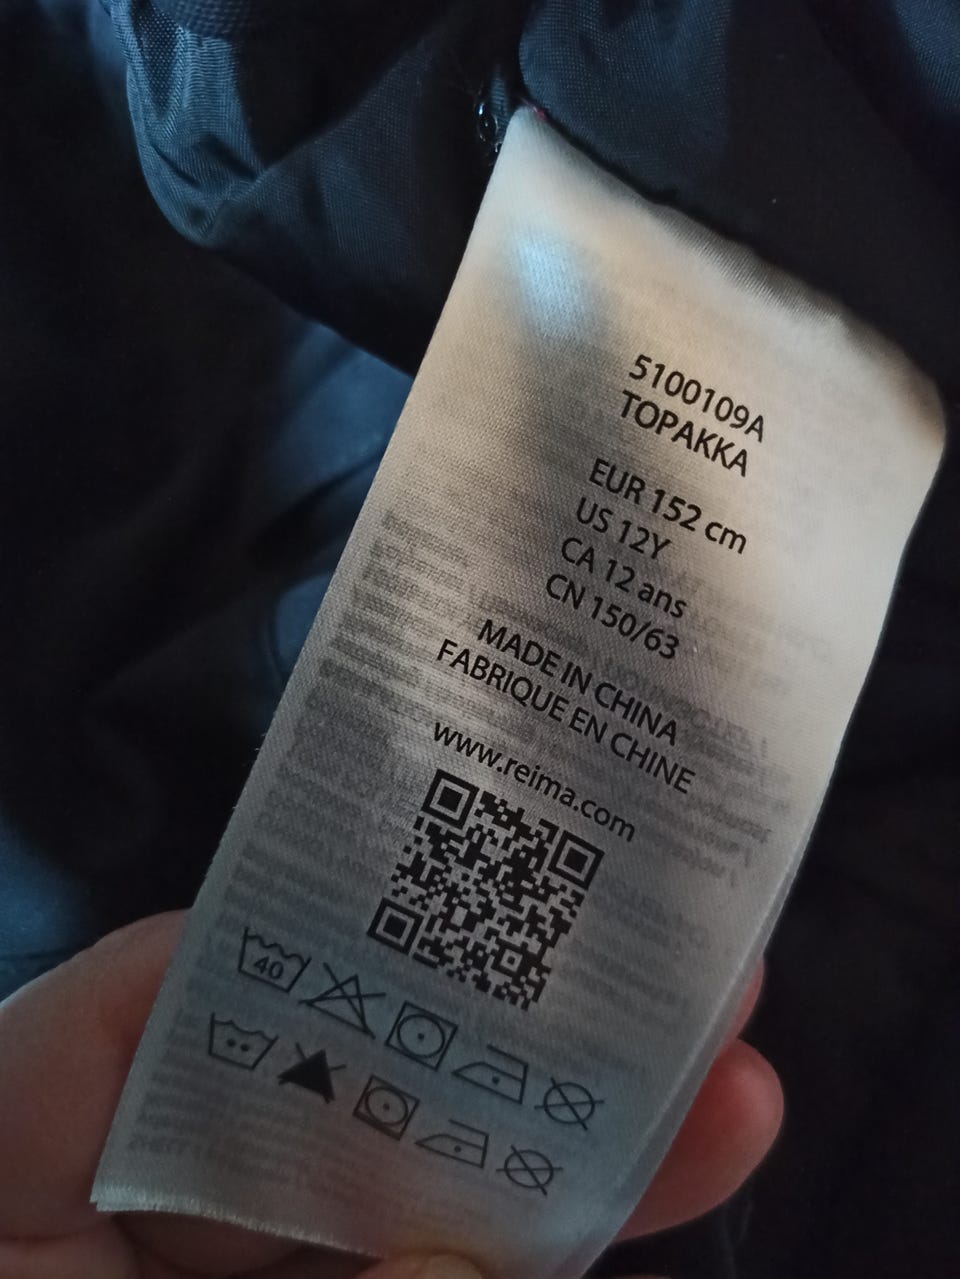 5100109A
TOPAKKA
EUR 152 cm
US 12Y
CA 12 ans
CN 150/63
MADE IN CHINA
FABRIQUE EN CHINE
www.reima.com
40